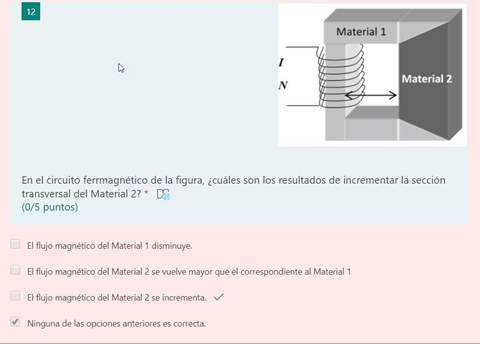 12
Material 1
I
N
Material 2
En el circuito ferrmagnético de la figura, ¿cuáles son los resultados de incrementar la sección
transversal del Material 2? *
(0/5 puntos)
El flujo magnético del Material 1 disminuye.
El flujo magnético del Material 2 se vuelve mayor que el correspondiente al Material 1
El flujo magnético del Material 2 se incrementa.
Ninguna de las opciones anteriores es correcta.